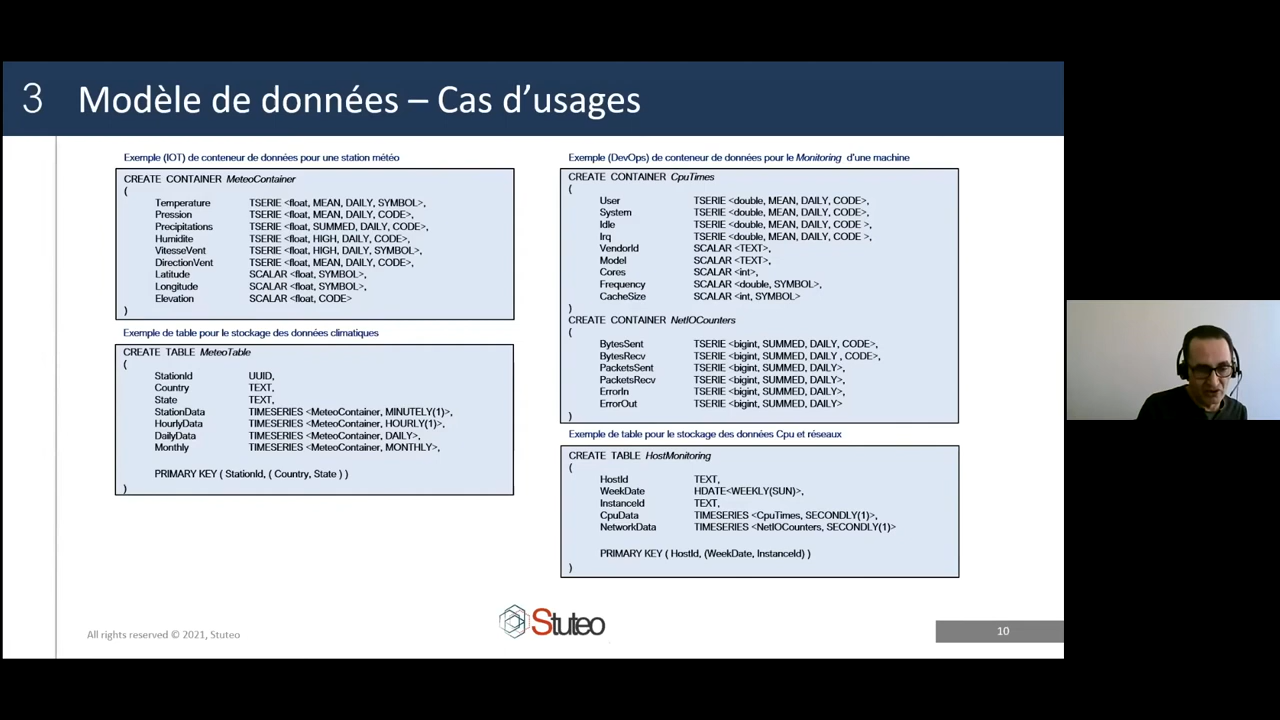 3 Modèle de données – Cas d'usages
Exemple (IOT) de conteneur de données pour une station météo
CREATE CONTAINER MeteoContainer
(
Temperature TSERIE <float, MEAN, DAILY, SYMBOL>,
Pression TSERIE <float, MEAN, DAILY, CODE>,
Precipitations TSERIE <float, SUMMED, DAILY, CODE>,
Humidite TSERIE <float, HIGH, DAILY, CODE>,
VitesseVent TSERIE <float, HIGH, DAILY, SYMBOL>,
DirectionVent TSERIE <float, MEAN, DAILY, CODE>,
Latitude SCALAR <float, SYMBOL>,
Longitude SCALAR <float, SYMBOL>,
Elevation SCALAR <float, CODE>
)
Exemple de table pour le stockage des données climatiques
CREATE TABLE MeteoTable
(
StationId UUID,
Country TEXT,
State TEXT,
StationData TIMESERIES <MeteoContainer, MINUTELY(1)>,
HourlyData TIMESERIES <MeteoContainer, HOURLY(1)>,
DailyData TIMESERIES <MeteoContainer, DAILY>,
Monthly TIMESERIES <MeteoContainer, MONTHLY>,
PRIMARY KEY ( StationId, ( Country, State ) )
)
Exemple (DevOps) de conteneur de données pour le Monitoring d'une machine
CREATE CONTAINER CpuTimes
(
User TSERIE <double, MEAN, DAILY, CODE>,
System TSERIE <double, MEAN, DAILY, CODE>,
Idle TSERIE <double, MEAN, DAILY, CODE >,
Irq TSERIE <double, MEAN, DAILY, CODE >,
VendorId SCALAR <TEXT>,
Model SCALAR <TEXT>,
Cores SCALAR <int>,
Frequency SCALAR <double, SYMBOL>,
CacheSize SCALAR <int, SYMBOL>
)
CREATE CONTAINER NetIOCounters
(
BytesSent TSERIE <bigint, SUMMED, DAILY, CODE>,
BytesRecv TSERIE <bigint, SUMMED, DAILY , CODE>,
PacketsSent TSERIE <bigint, SUMMED, DAILY>,
PacketsRecv TSERIE <bigint, SUMMED, DAILY>,
ErrorIn TSERIE <bigint, SUMMED, DAILY>,
ErrorOut TSERIE <bigint, SUMMED, DAILY>
)
Exemple de table pour le stockage des données Cpu et réseaux
CREATE TABLE HostMonitoring
(
HostId TEXT,
WeekDate HDATE<WEEKLY(SUN)>,
InstanceId TEXT,
CpuData TIMESERIES <CpuTimes, SECONDLY(1)>,
NetworkData TIMESERIES <NetIOCounters, SECONDLY(1)>
PRIMARY KEY ( HostId, (WeekDate, InstanceId) )
)
All rights reserved © 2021, Stuteo
Stuteo
10